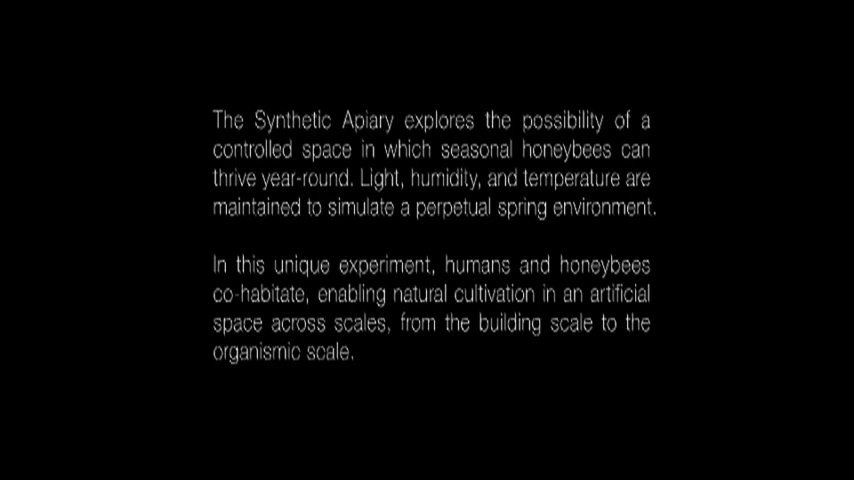 The Synthetic Apiary explores the possibility of a
controlled space in which seasonal honeybees can
thrive year-round. Light, humidity, and temperature are
maintained to simulate a perpetual spring environment.
In this unique experiment, humans and honeybees
co-habitate, enabling natural cultivation in an artificial
space across scales, from the building scale to the
organismic scale.